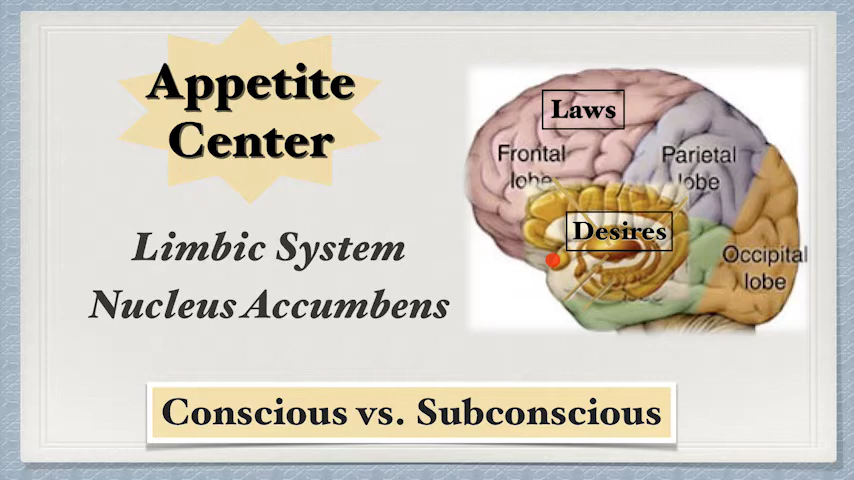 Appetite
Center
Limbic System
Nucleus Accumbens
Laws
Frontal
lobe
Parietal
lobe
Desires
Occipital
lobe
Conscious vs. Subconscious